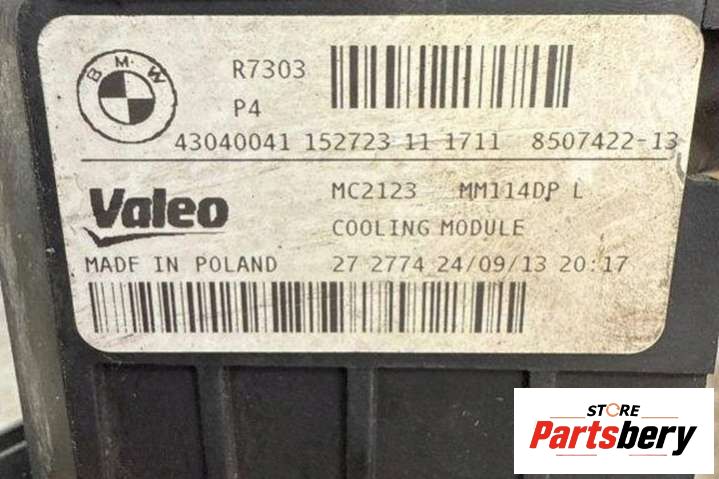 BMW
R7303
P4
43040041 152723 11 1711 8507422-13
Valeo
MC2123 MM114DP L
COOLING MODULE
MADE IN POLAND 27 2774 24/09/13 20:17
STORE
Partsbery